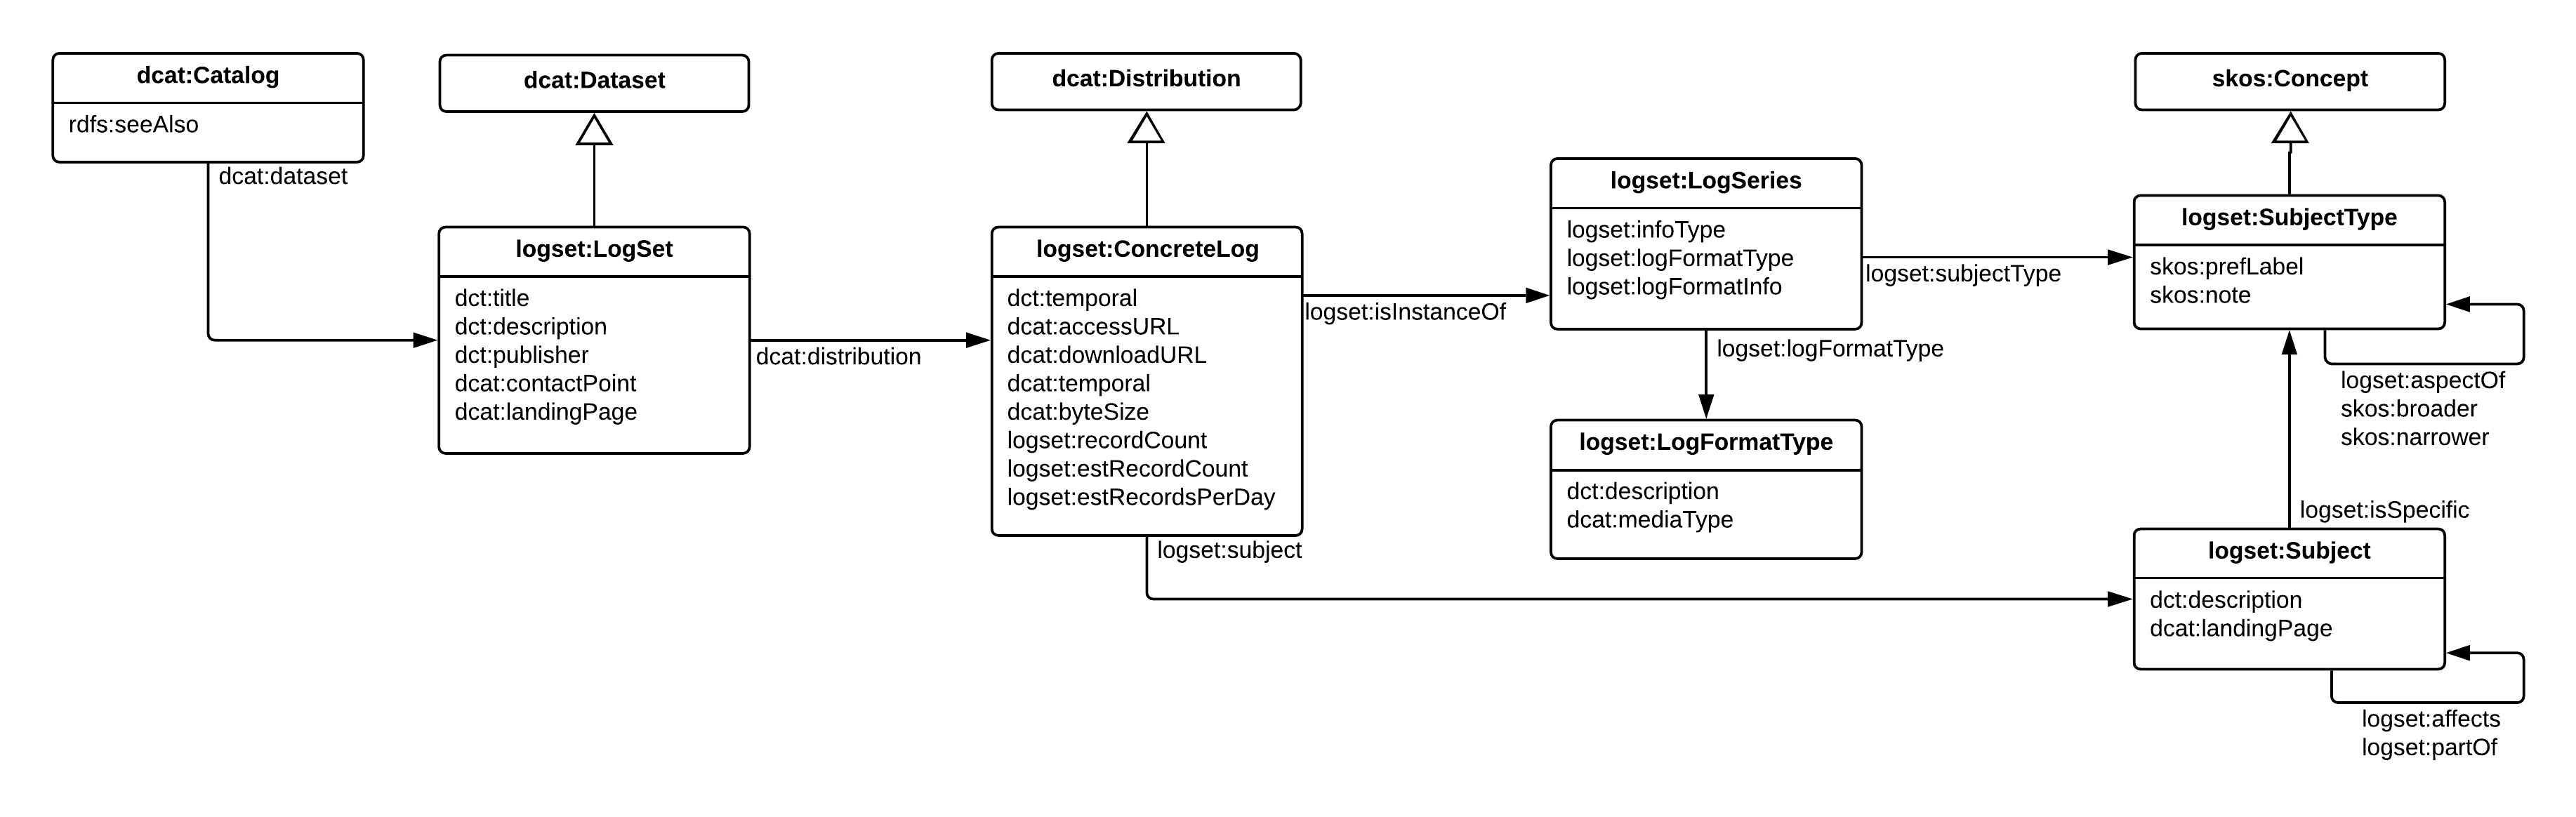 dcat:Catalog
rdfs:seeAlso
dcat:dataset
dcat:Dataset
logset:LogSet
dct:title
dct:description
dct:publisher
dcat:contactPoint
dcat:landingPage
dcat:distribution
dcat:Distribution
logset:ConcreteLog
dct:temporal
dcat:accessURL
dcat:downloadURL
dcat:temporal
dcat:byteSize
logset:recordCount
logset:estRecordCount
logset:estRecordsPerDay
logset:subject
logset:isInstanceOf
logset:LogSeries
logset:infoType
logset:logFormatType
logset:logFormatInfo
logset:subjectType
logset:logFormatType
logset:LogFormatType
dct:description
dcat:mediaType
skos:Concept
logset:SubjectType
skos:prefLabel
skos:note
logset:aspectOf
skos:broader
skos:narrower
logset:isSpecific
logset:Subject
dct:description
dcat:landingPage
logset:affects
logset:partOf